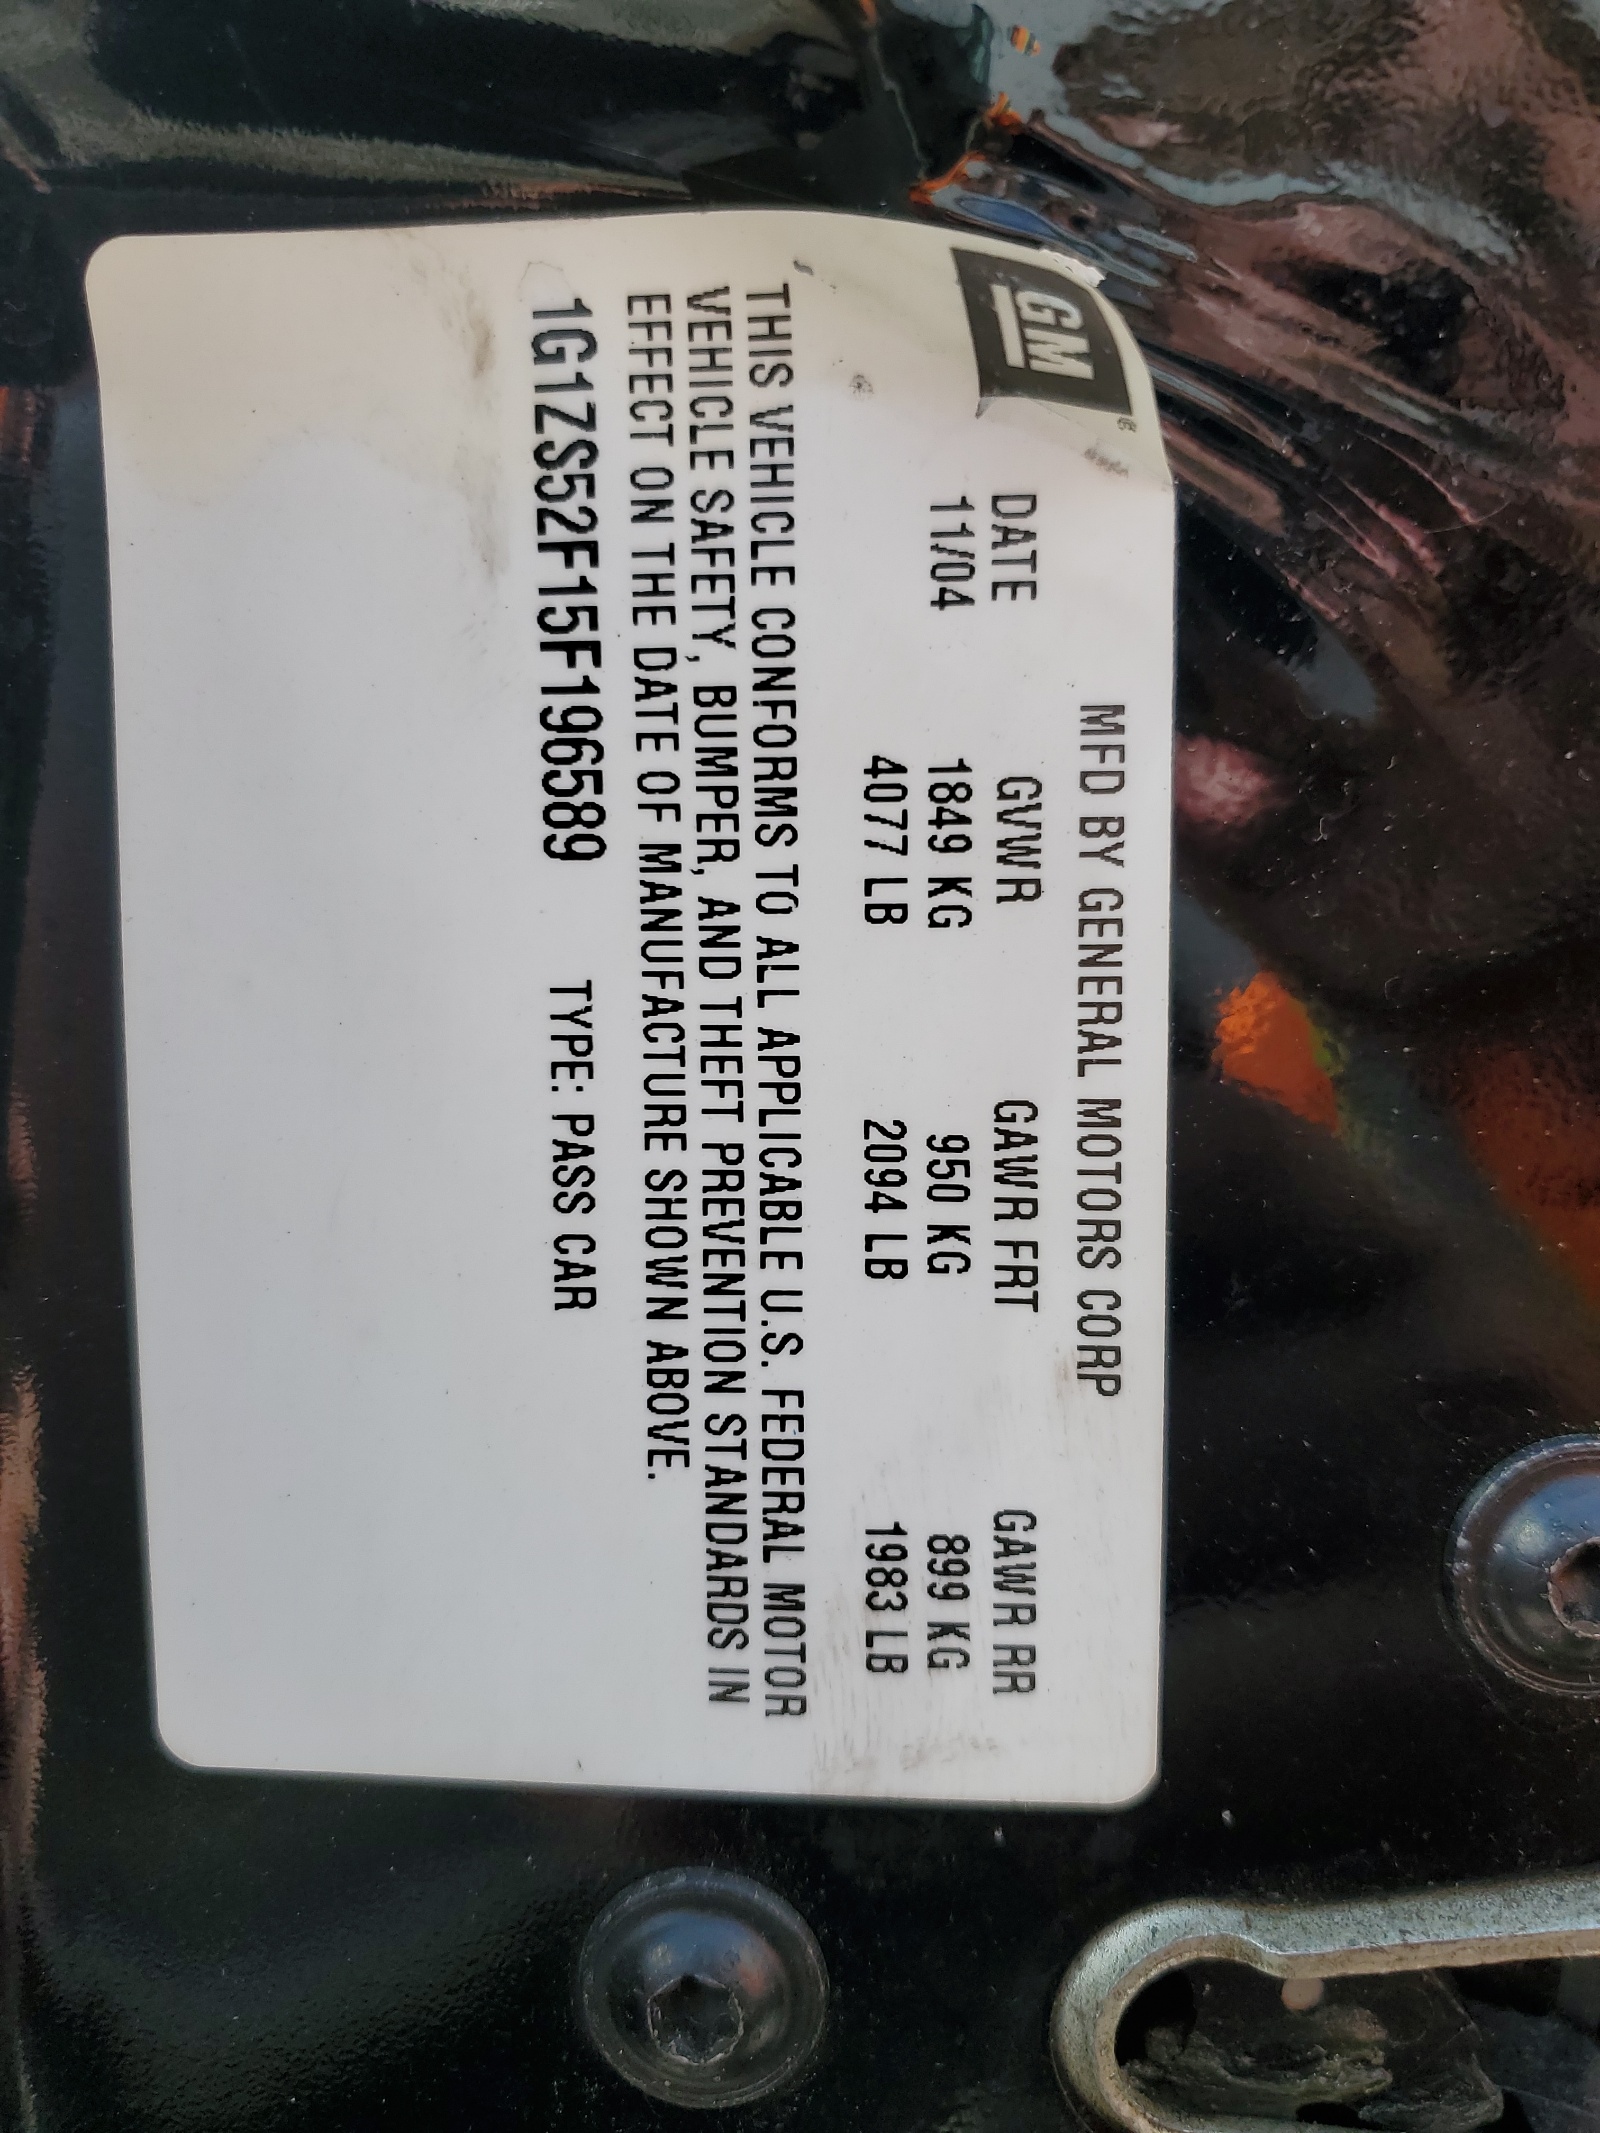 GM
MFD BY GENERAL MOTORS CORP
DATE GVWR GAWR FRT GAWR RR
11/04 1849 KG 950 KG 899 KG
4077 LB 2094 LB 1983 LB
THIS VEHICLE CONFORMS TO ALL APPLICABLE U.S. FEDERAL MOTOR
VEHICLE SAFETY, BUMPER, AND THEFT PREVENTION STANDARDS IN
EFFECT ON THE DATE OF MANUFACTURE SHOWN ABOVE.
1G1ZS52F15F196589 TYPE: PASS CAR